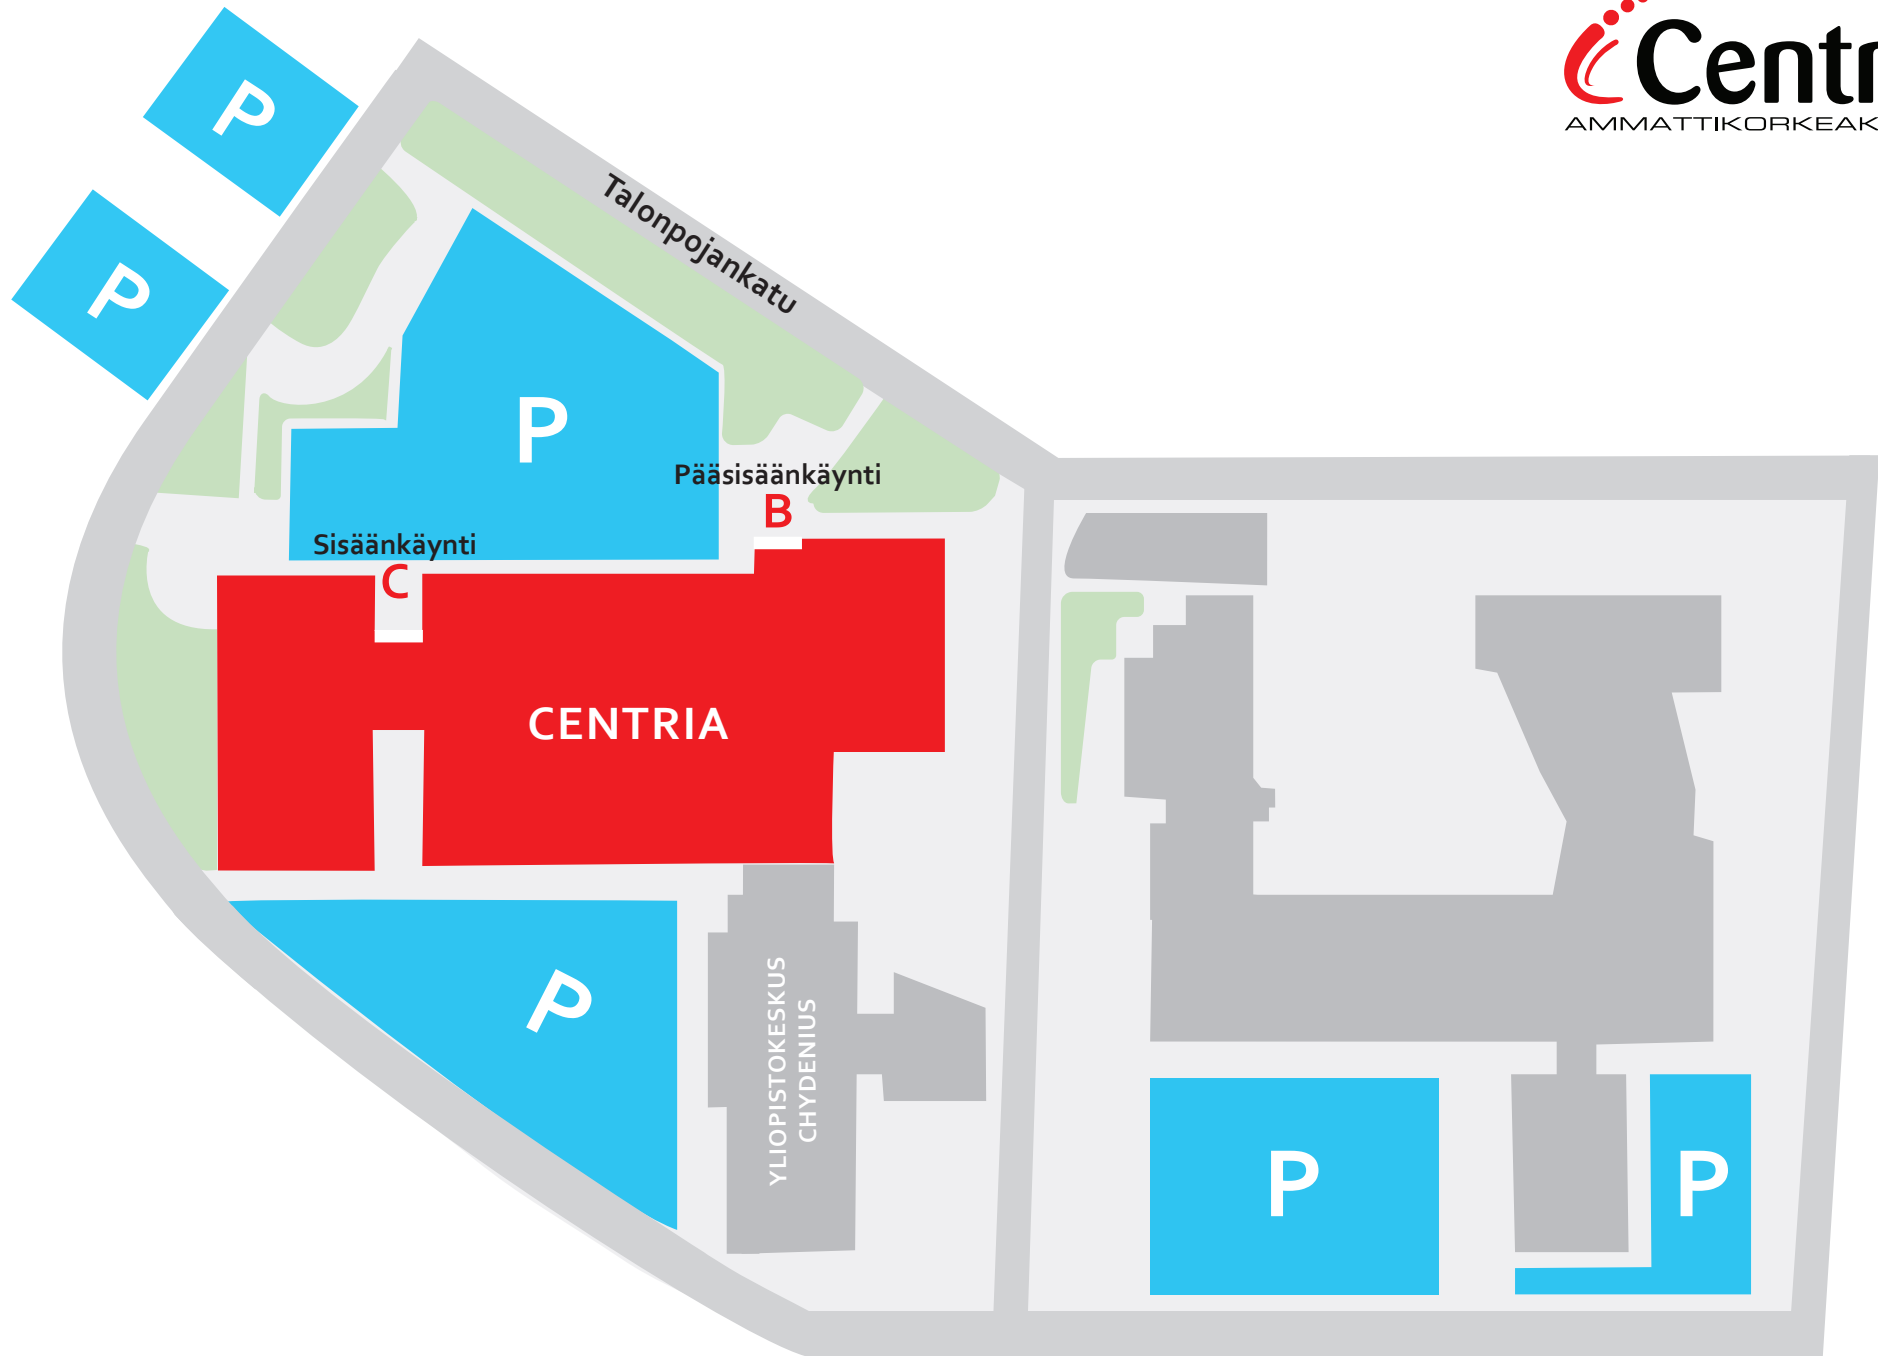 Centr
AMMATTIKORKEAK
P
P
Talonpojankatu
P
Pääsisäänkäynti
B
Sisäänkäynti
C
CENTRIA
P
YLIOPISTOKESKUS
CHYDENIUS
P
P